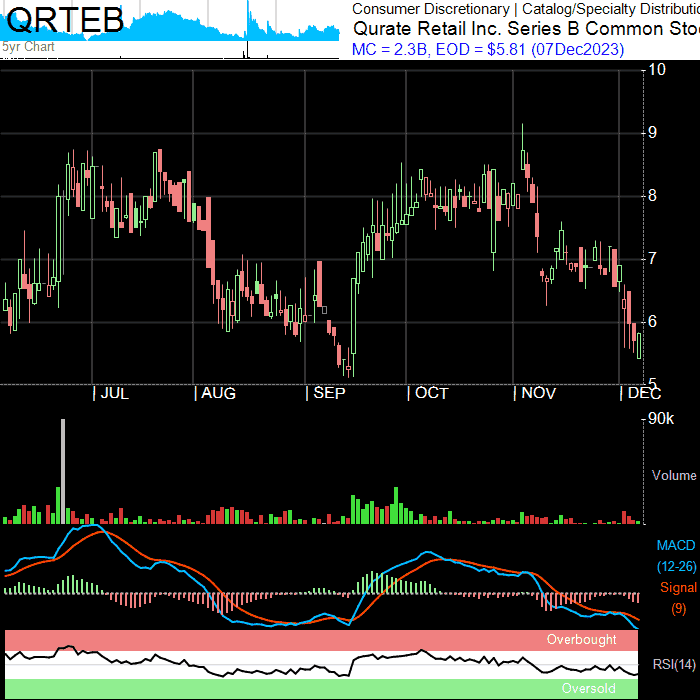 QRTEB
5yr Chart
Consumer Discretionary | Catalog/Specialty Distributio
Qurate Retail Inc. Series B Common Sto
MC = 2.3B, EOD = $5.81 (07Dec2023)
10
9
8
7
6
5
JUL AUG SEP OCT NOV DEC
90k
Volume
MACD
(12-26)
Signal
(9)
Overbought
RSI(14)
Oversold